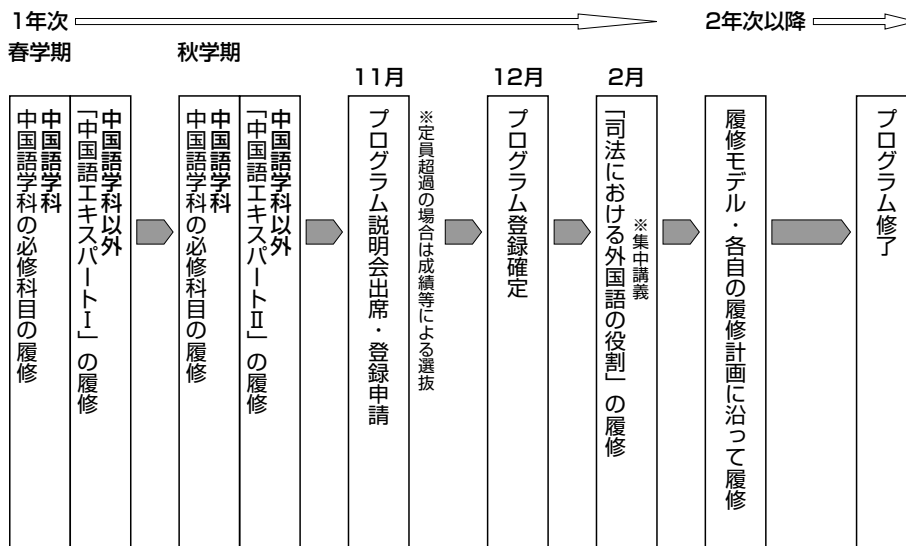 1年次
2年次以降
春学期
秋学期
11月
12月
2月
中国語学科
中国語学科の必修科目の履修
中国語学科以外
「中国語エキスパートⅠ」の履修
中国語学科
中国語学科の必修科目の履修
中国語学科以外
「中国語エキスパートⅡ」の履修
プログラム説明会出席・登録申請
※定員超過の場合は成績等による選抜
プログラム登録確定
※集中講義
「司法における外国語の役割」の履修
履修モデル・各自の履修計画に沿って履修
プログラム修了